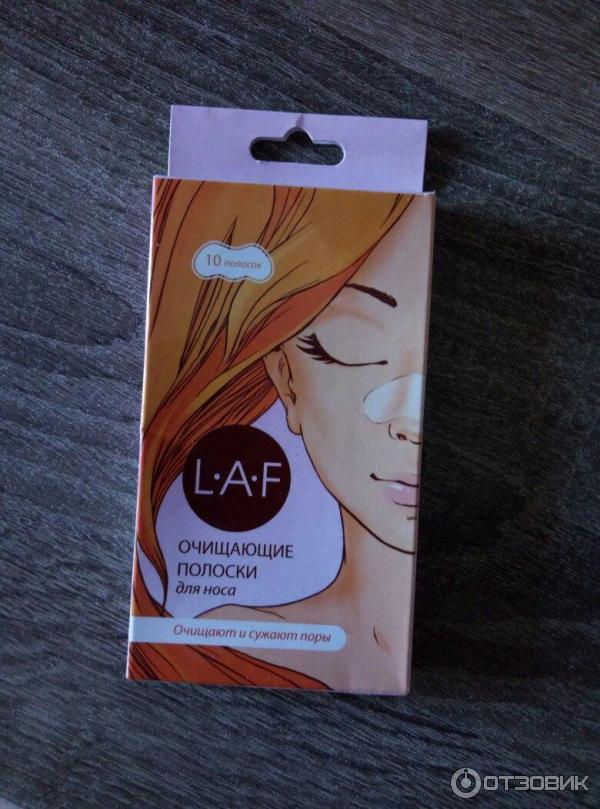 10 полосок
L·A·F
ОЧИЩАЮЩИЕ
ПОЛОСКИ
для носа
Очищают и сужают поры
ОТЗОВИК